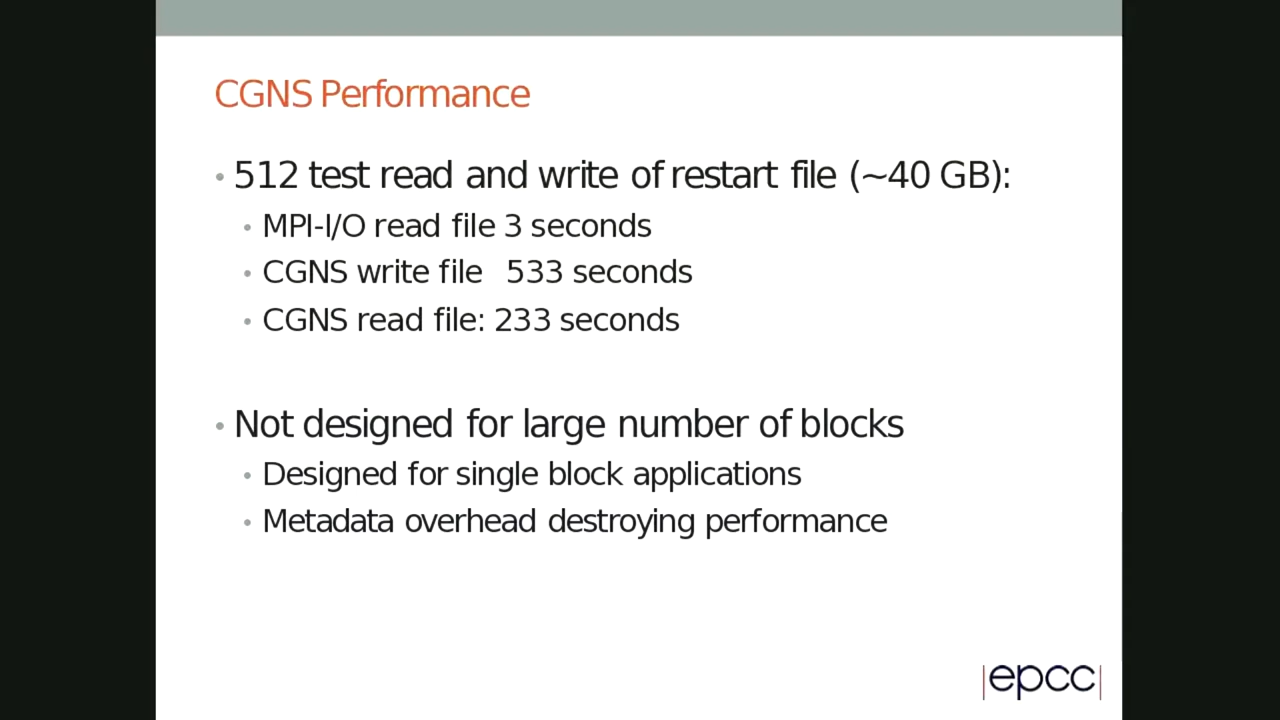 CGNS Performance
• 512 test read and write of restart file (~40 GB):
• MPI-I/O read file 3 seconds
• CGNS write file 533 seconds
• CGNS read file: 233 seconds
• Not designed for large number of blocks
• Designed for single block applications
• Metadata overhead destroying performance
|epcc|